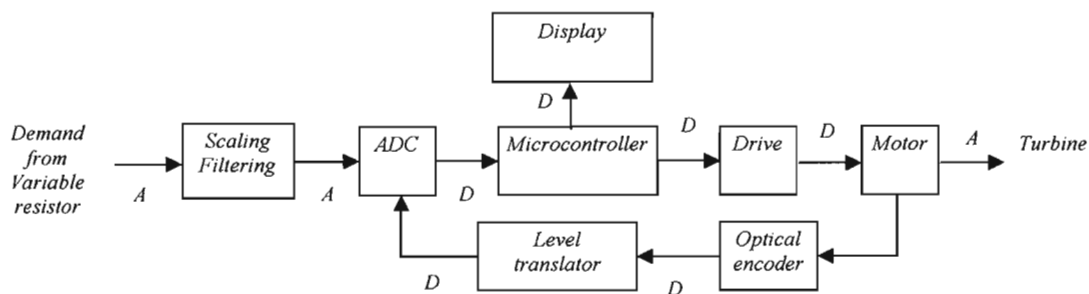 Display
D
Demand
from
Variable
resistor
A
Scaling
Filtering
A
ADC
D
Microcontroller
D
Drive
D
Motor
A
Turbine
Level
translator
D
Optical
encoder
D